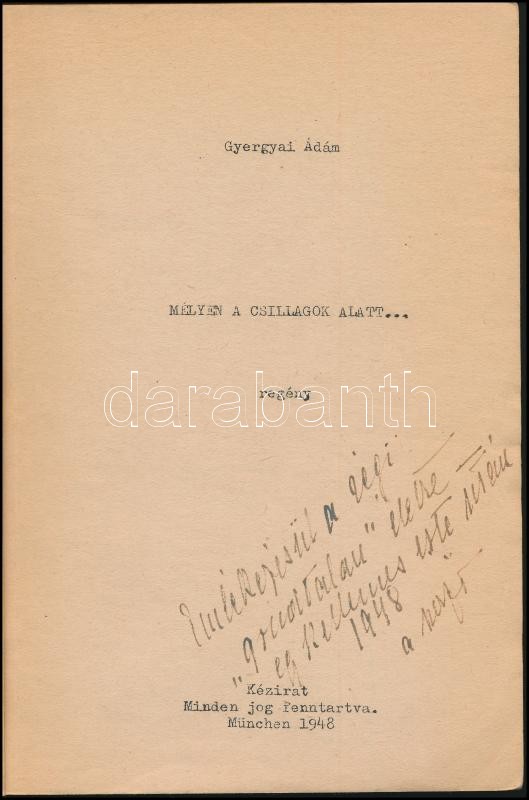 Gyergyai Ádám
MÉLYEN A CSILLAGOK ALATT...
regény
darabanth
Emlékezésül a régi
"gondtalan" életre —
egy kellemes este után
1948
a szerző
Kézirat
Minden jog fenntartva.
München 1948